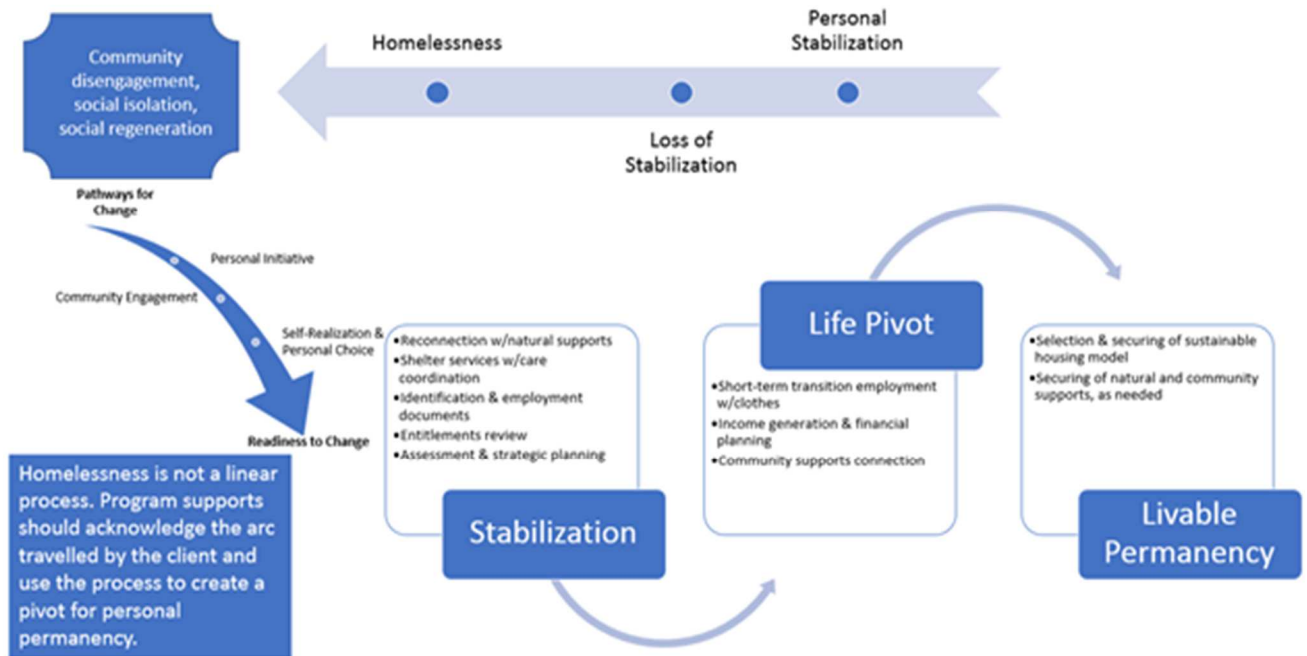 Community
disengagement,
social isolation,
social regeneration
Homelessness
Personal
Stabilization
Loss of
Stabilization
Pathways for
Change
Personal Initiative
Community Engagement
Self-Realization &
Personal Choice
Readiness to Change
Homelessness is not a linear
process. Program supports
should acknowledge the arc
travelled by the client and
use the process to create a
pivot for personal
permanency.
•Reconnection w/natural supports
•Shelter services w/care
coordination
•Identification & employment
documents
•Entitlements review
•Assessment & strategic planning
Stabilization
Life Pivot
•Short-term transition employment
w/clothes
•Income generation & financial
planning
•Community supports connection
•Selection & securing of sustainable
housing model
•Securing of natural and community
supports, as needed
Livable
Permanency